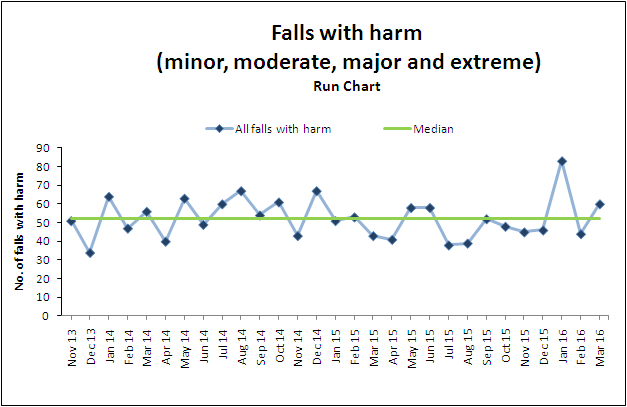 Falls with harm
(minor, moderate, major and extreme)
Run Chart
All falls with harm
Median
No. of falls with harm
90
80
70
60
50
40
30
20
10
0
Nov 13
Dec 13
Jan 14
Feb 14
Mar 14
Apr 14
May 14
Jun 14
Jul 14
Aug 14
Sep 14
Oct 14
Nov 14
Dec 14
Jan 15
Feb 15
Mar 15
Apr 15
May 15
Jun 15
Jul 15
Aug 15
Sep 15
Oct 15
Nov 15
Dec 15
Jan 16
Feb 16
Mar 16